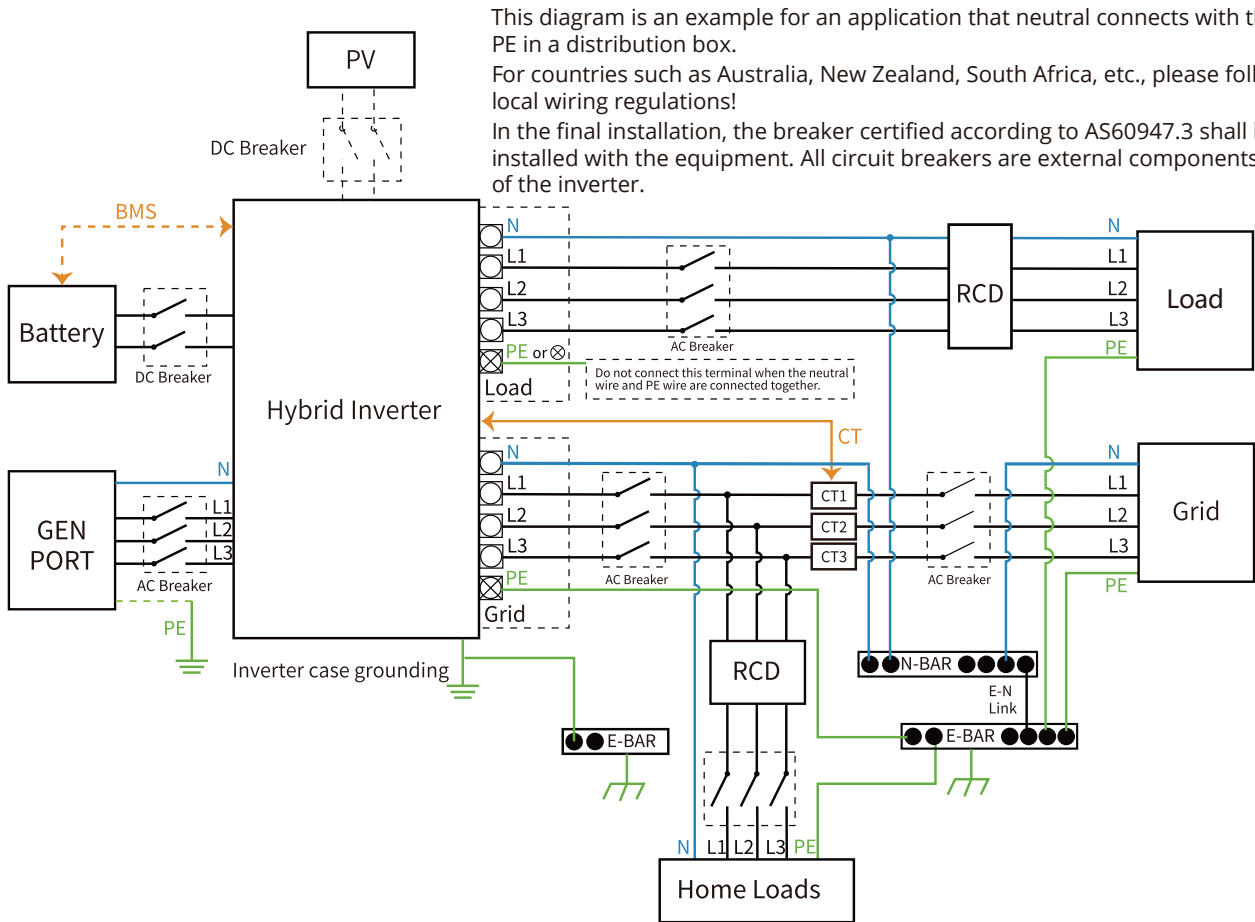 This diagram is an example for an application that neutral connects with
PE in a distribution box.
For countries such as Australia, New Zealand, South Africa, etc., please
local wiring regulations!
In the final installation, the breaker certified according to AS60947.3 shall
installed with the equipment. All circuit breakers are external components
of the inverter.
PV
DC Breaker
BMS
Battery
DC Breaker
Hybrid Inverter
N
L1
L2
L3
PE or ⊗
Load
AC Breaker
Do not connect this terminal when the neutral
wire and PE wire are connected together.
RCD
N
L1
L2
L3
PE
Load
CT
GEN
PORT
N
L1
L2
L3
AC Breaker
PE
N
L1
L2
L3
PE
Grid
AC Breaker
CT1
CT2
CT3
AC Breaker
N
L1
L2
L3
PE
Grid
Inverter case grounding
RCD
N-BAR
E-N
Link
E-BAR
E-BAR
N
L1
L2
L3
PE
Home Loads